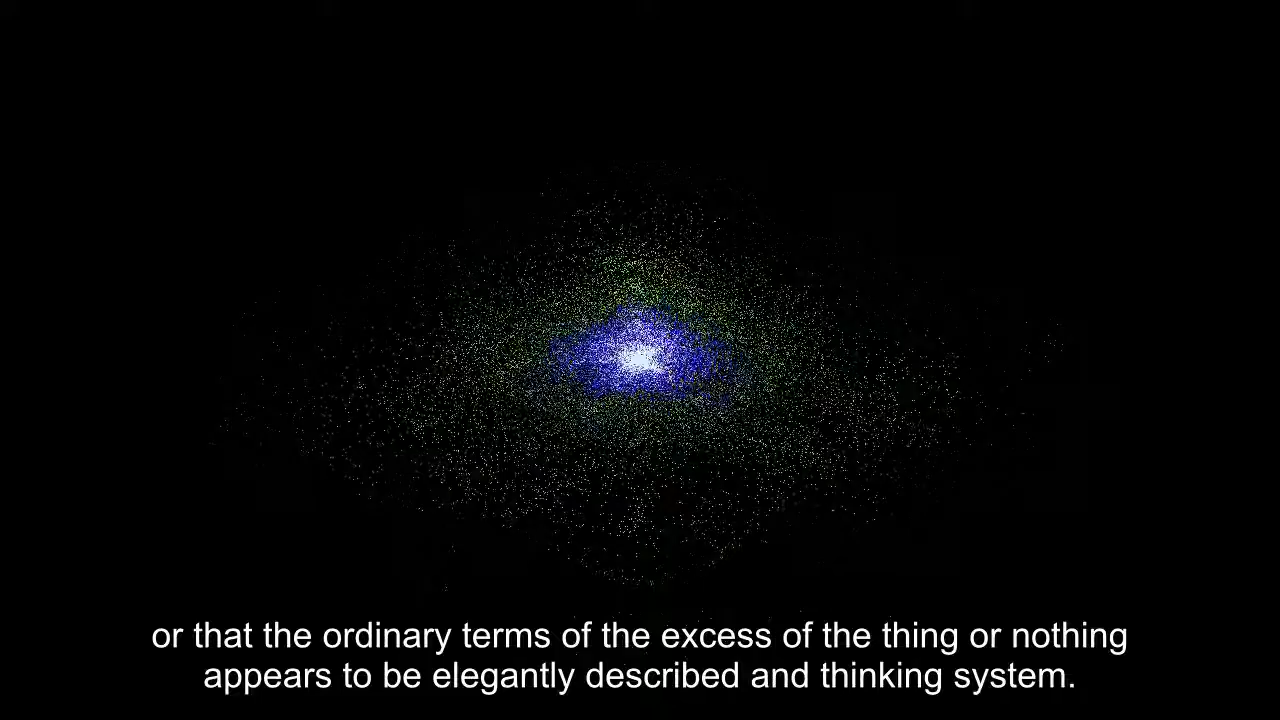 or that the ordinary terms of the excess of the thing or nothing
appears to be elegantly described and thinking system.